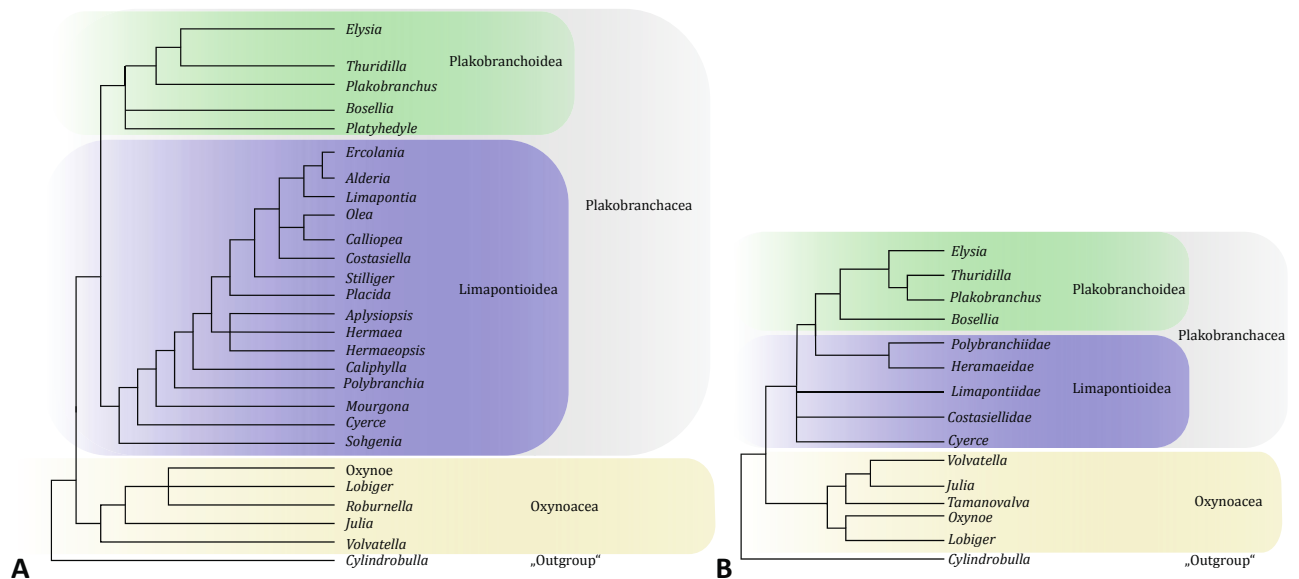 Elysia
Thuridilla
Plakobranchoidea
Plakobranchus
Bosellia
Platyhedyle
Ercolania
Alderia
Limapontia
Olea
Plakobranchacea
Calliopea
Costasiella
Stilliger
Limapontioidea
Placida
Aplysiopsis
Hermaea
Hermaeopsis
Caliphylla
Polybranchia
Mourgona
Cyerce
Sohgenia
Oxynoe
Lobiger
Roburnella
Oxynoacea
Julia
Volvatella
A
Cylindrobulla
„Outgroup“
Elysia
Thuridilla
Plakobranchoidea
Plakobranchus
Bosellia
Plakobranchacea
Polybranchiidae
Heramaeidae
Limapontiidae
Limapontioidea
Costasiellidae
Cyerce
Volvatella
Julia
Tamanovalva
Oxynoacea
Oxynoe
Lobiger
B
Cylindrobulla
„Outgroup“